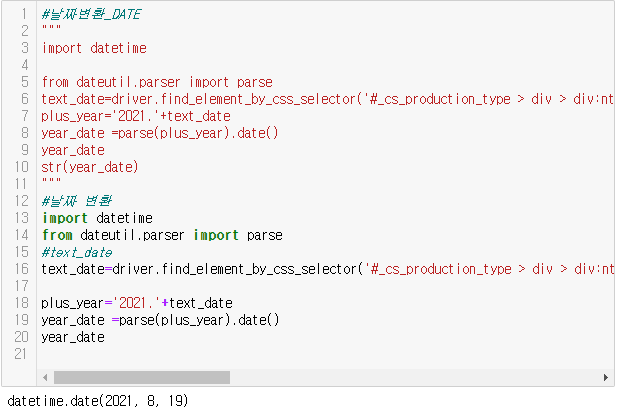 1 #날짜변환_DATE
2 """
3 import datetime
4
5 from dateutil.parser import parse
6 text_date=driver.find_element_by_css_selector('#_cs_production_type > div > div:nt
7 plus_year='2021.'+text_date
8 year_date =parse(plus_year).date()
9 year_date
10 str(year_date)
11 """
12 #날짜 변환
13 import datetime
14 from dateutil.parser import parse
15 #text_date
16 text_date=driver.find_element_by_css_selector('#_cs_production_type > div > div:nt
17
18 plus_year='2021.'+text_date
19 year_date =parse(plus_year).date()
20 year_date
21
datetime.date(2021, 8, 19)